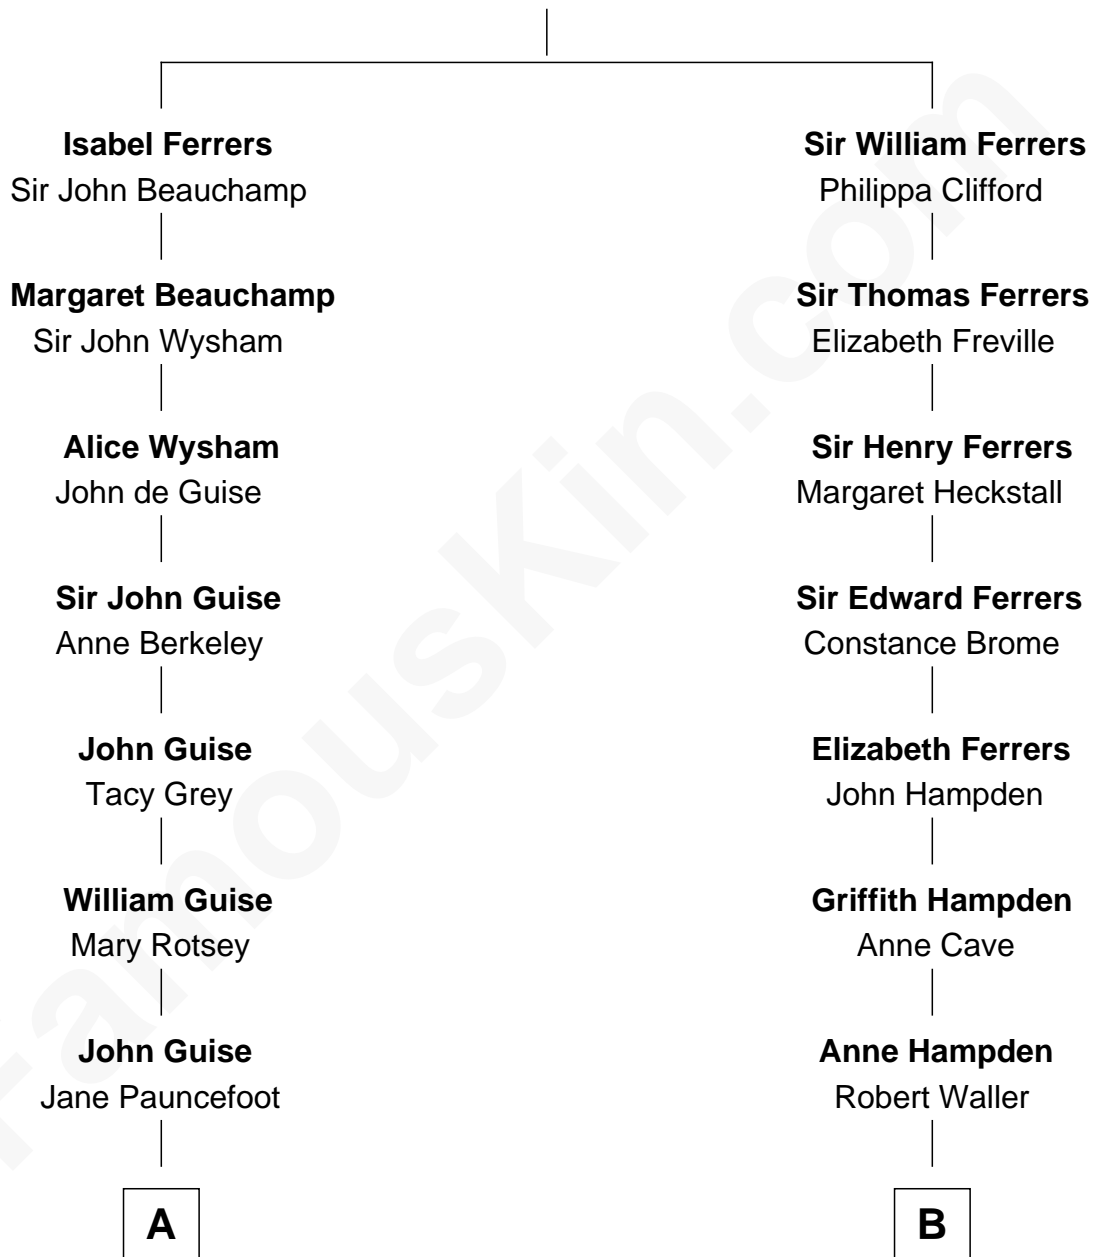 Isabel Ferrers
Sir John Beauchamp
Margaret Beauchamp
Sir John Wysham
Alice Wysham
John de Guise
Sir John Guise
Anne Berkeley
John Guise
Tacy Grey
William Guise
Mary Rotsey
John Guise
Jane Pauncefoot
A
Sir William Ferrers
Philippa Clifford
Sir Thomas Ferrers
Elizabeth Freville
Sir Henry Ferrers
Margaret Heckstall
Sir Edward Ferrers
Constance Brome
Elizabeth Ferrers
John Hampden
Griffith Hampden
Anne Cave
Anne Hampden
Robert Waller
B
FamousKin.com